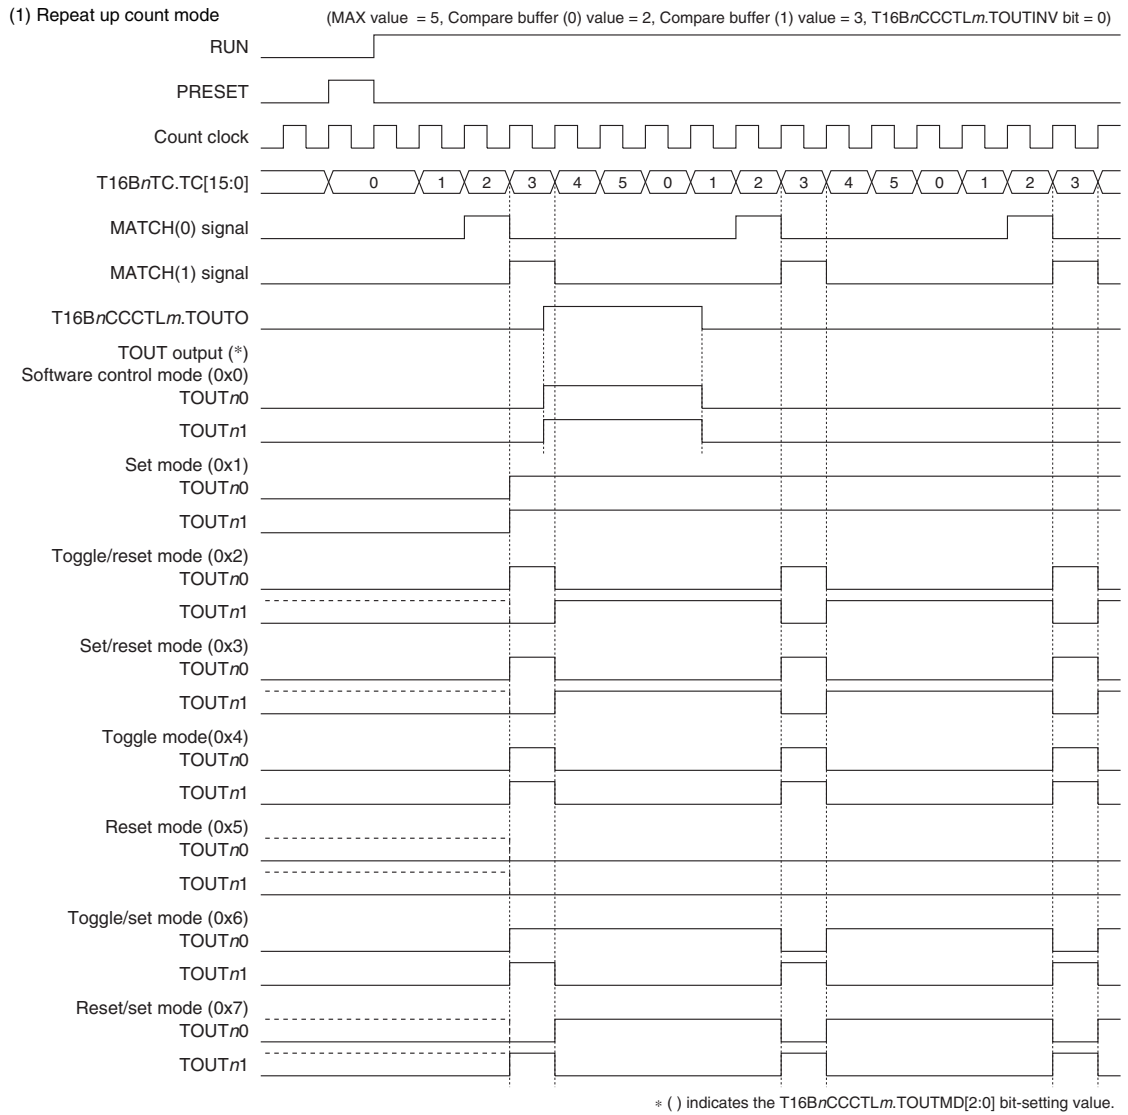 (1) Repeat up count mode
(MAX value = 5, Compare buffer (0) value = 2, Compare buffer (1) value = 3, T16BnCCCTLm.TOUTINV bit = 0)
RUN
PRESET
Count clock
T16BnTC.TC[15:0] 0 1 2 3 4 5 0 1 2 3 4 5 0 1 2 3
MATCH(0) signal
MATCH(1) signal
T16BnCCCTLm.TOUTO
TOUT output (*)
Software control mode (0x0)
TOUTn0
TOUTn1
Set mode (0x1)
TOUTn0
TOUTn1
Toggle/reset mode (0x2)
TOUTn0
TOUTn1
Set/reset mode (0x3)
TOUTn0
TOUTn1
Toggle mode(0x4)
TOUTn0
TOUTn1
Reset mode (0x5)
TOUTn0
TOUTn1
Toggle/set mode (0x6)
TOUTn0
TOUTn1
Reset/set mode (0x7)
TOUTn0
TOUTn1
* ( ) indicates the T16BnCCCTLm.TOUTMD[2:0] bit-setting value.